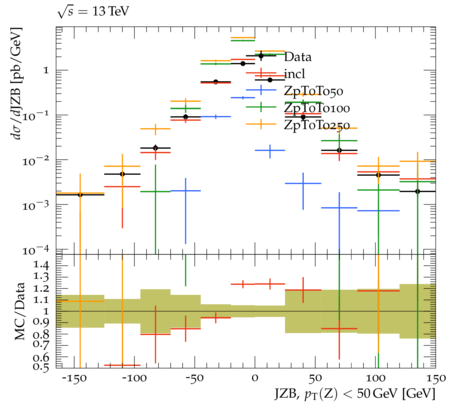 √s = 13 TeV
dσ/dJZB [pb/GeV]
1
10⁻¹
10⁻²
10⁻³
10⁻⁴
Data
incl
ZpToTo50
ZpToTo100
ZpToTo250
MC/Data
1.4
1.3
1.2
1.1
1
0.9
0.8
0.7
0.6
0.5
-150 -100 -50 0 50 100 150
JZB, pT(Z) < 50 GeV [GeV]